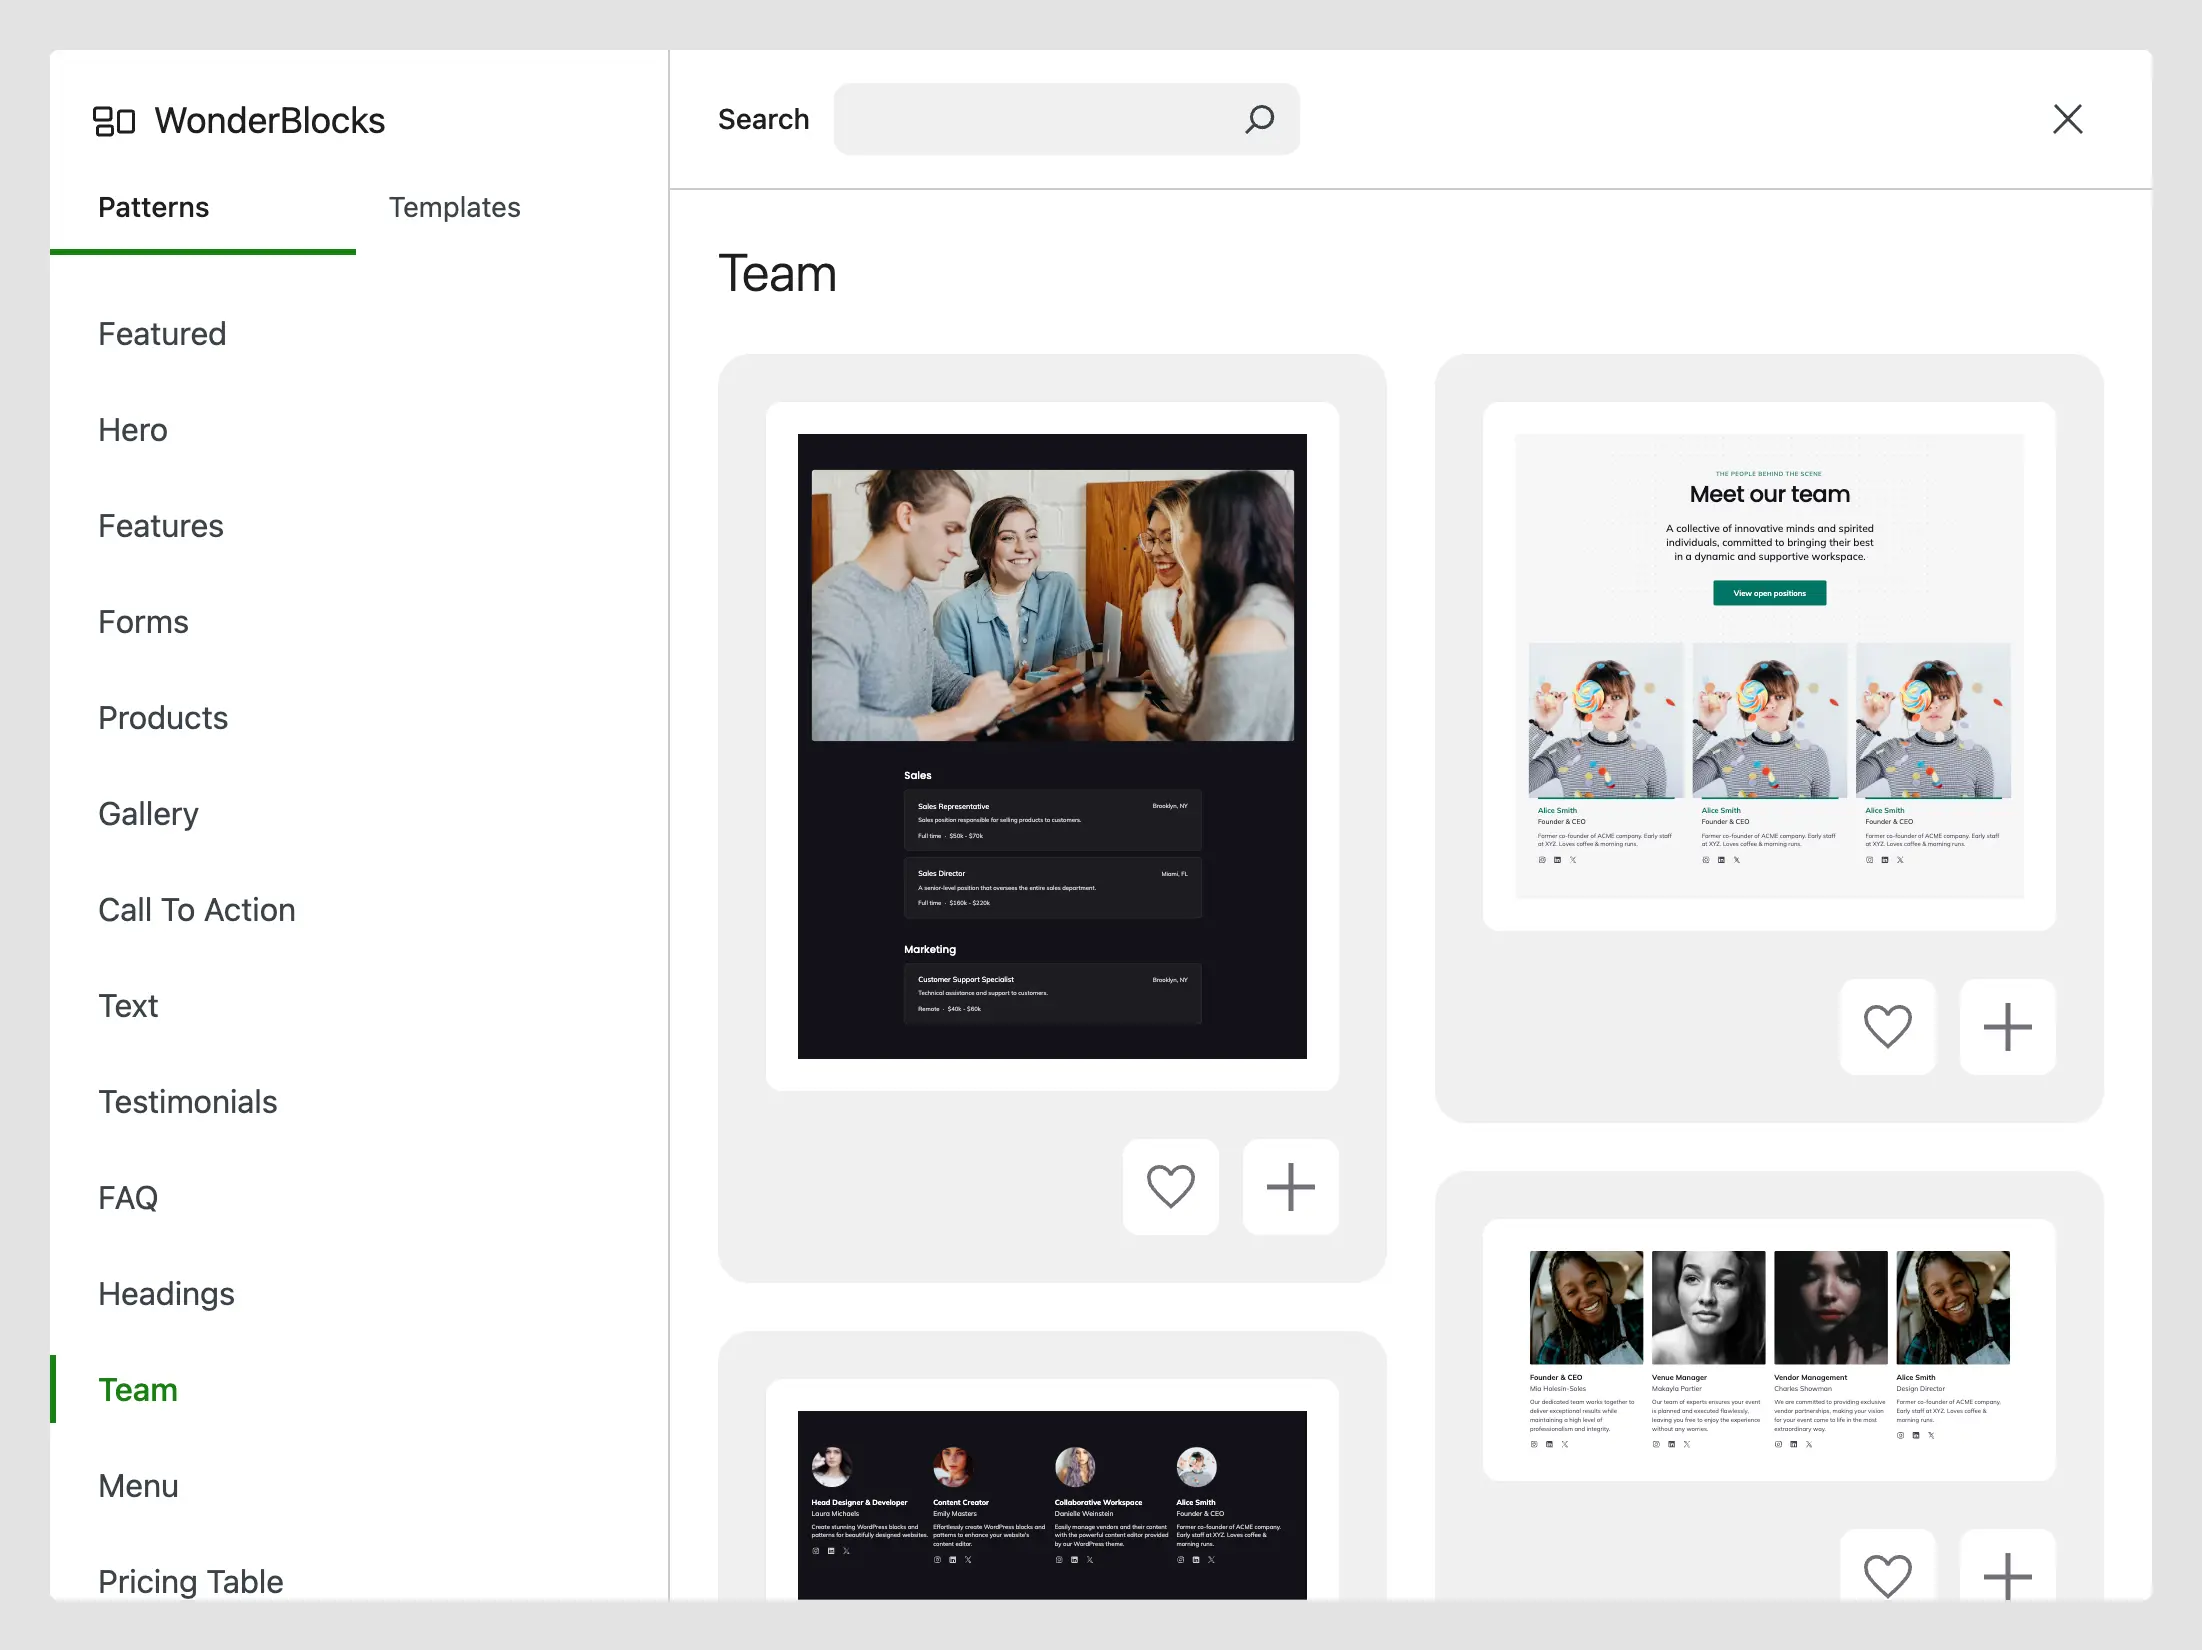 WonderBlocks
Patterns
Templates
Featured
Hero
Features
Forms
Products
Gallery
Call To Action
Text
Testimonials
FAQ
Headings
Team
Menu
Pricing Table
Search
Team
Sales
Sales Representative
Brooklyn, NY
Sales position responsible for selling products to customers.
Full time · $50k - $70k
Sales Director
Miami, FL
A senior-level position that oversees the entire sales department.
Full time · $160k - $220k
Marketing
Customer Support Specialist
Brooklyn, NY
Technical assistance and support to customers.
Remote · $40k - $60k
THE PEOPLE BEHIND THE SCENE
Meet our team
A collective of innovative minds and spirited
individuals, committed to bringing their best
in a dynamic and supportive workspace.
View open positions
Alice Smith
Founder & CEO
Former co-founder of ACME company. Early staff
at XYZ. Loves coffee & morning runs.
Alice Smith
Founder & CEO
Former co-founder of ACME company. Early staff
at XYZ. Loves coffee & morning runs.
Alice Smith
Founder & CEO
Former co-founder of ACME company. Early staff
at XYZ. Loves coffee & morning runs.
Head Designer & Developer
Laura Michaels
Create stunning WordPress blocks and
patterns for beautifully designed websites.
Content Creator
Emily Masters
Effortlessly create WordPress blocks and
patterns to enhance your website's
content editor.
Collaborative Workspace
Danielle Weinstein
Easily manage vendors and their content
with the powerful content editor provided
by our WordPress theme.
Alice Smith
Founder & CEO
Former co-founder of ACME company.
Early staff at XYZ. Loves coffee &
morning runs.
Founder & CEO
Mia Holesin-Sales
Our dedicated team works together to
deliver exceptional results while
maintaining a high level of
professionalism and integrity.
Venue Manager
Makayla Portier
Our team of experts ensures your event
is planned and executed flawlessly,
leaving you free to enjoy the experience
without any worries.
Vendor Management
Charles Showman
We are committed to providing exclusive
vendor partnerships, making your vision
for your event come to life in the most
extraordinary way.
Alice Smith
Design Director
Former co-founder of ACME company.
Early staff at XYZ. Loves coffee &
morning runs.